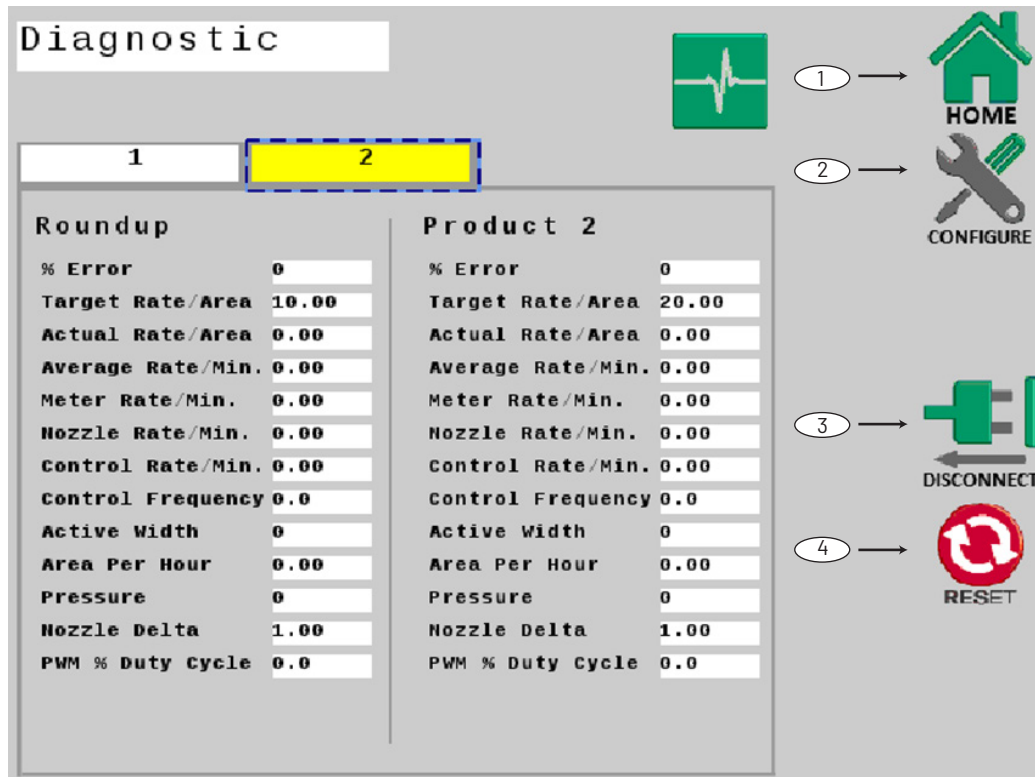 Diagnostic
1
HOME
1 2
2
CONFIGURE
Roundup Product 2
% Error 0 % Error 0
Target Rate/Area 10.00 Target Rate/Area 20.00
Actual Rate/Area 0.00 Actual Rate/Area 0.00
Average Rate/Min. 0.00 Average Rate/Min. 0.00
Meter Rate/Min. 0.00 Meter Rate/Min. 0.00
Nozzle Rate/Min. 0.00 Nozzle Rate/Min. 0.00
3
Control Rate/Min. 0.00 Control Rate/Min. 0.00
DISCONNECT
Control Frequency 0.0 Control Frequency 0.0
Active Width 0 Active Width 0
4
Area Per Hour 0.00 Area Per Hour 0.00
Pressure 0 Pressure 0
RESET
Nozzle Delta 1.00 Nozzle Delta 1.00
PWM % Duty Cycle 0.0 PWM % Duty Cycle 0.0